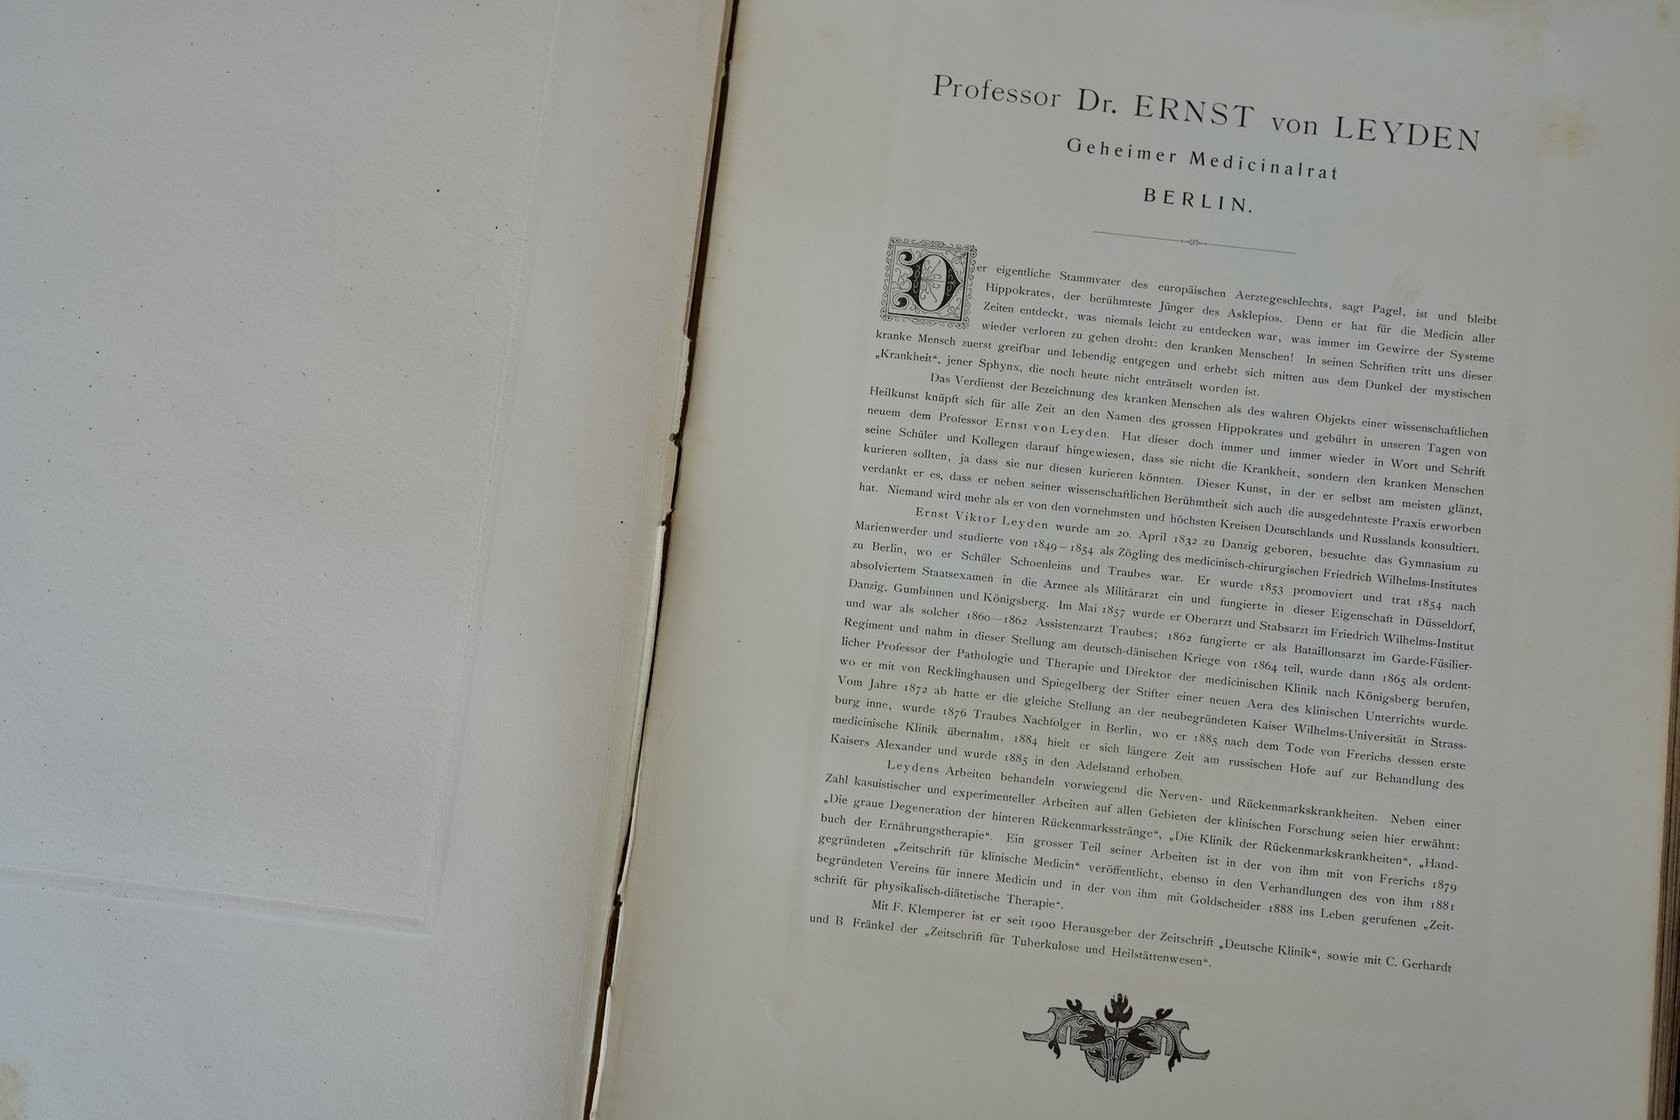 Professor Dr. ERNST von LEYDEN
Geheimer Medicinalrat
BERLIN.
Der eigentliche Stammvater des europäischen Aerztegeschlechts, sagt Pagel, ist und bleibt
Hippokrates, der berühmteste Jünger des Asklepios. Denn er hat für die Medicin aller
Zeiten entdeckt, was niemals leicht zu entdecken war, was immer im Gewirre der Systeme
wieder verloren zu gehen droht: den kranken Menschen! In seinen Schriften tritt uns dieser
kranke Mensch zuerst greifbar und lebendig entgegen und erhebt sich mitten aus dem Dunkel der mystischen
„Krankheit“, jener Sphynx, die noch heute nicht enträtselt worden ist.
Das Verdienst der Bezeichnung des kranken Menschen als des wahren Objekts einer wissenschaftlichen
Heilkunst knüpft sich für alle Zeit an den Namen des grossen Hippokrates und gebührt in unseren Tagen von
neuem dem Professor Ernst von Leyden. Hat dieser doch immer und immer wieder in Wort und Schrift
seine Schüler und Kollegen darauf hingewiesen, dass sie nicht die Krankheit, sondern den kranken Menschen
kurieren sollten, ja dass sie nur diesen kurieren könnten. Dieser Kunst, in der er selbst am meisten glänzt,
verdankt er es, dass er neben seiner wissenschaftlichen Berühmtheit sich auch die ausgedehnteste Praxis erworben
hat. Niemand wird mehr als er von den vornehmsten und höchsten Kreisen Deutschlands und Russlands konsultiert.
Ernst Viktor Leyden wurde am 20. April 1832 zu Danzig geboren, besuchte das Gymnasium zu
Marienwerder und studierte von 1849—1854 als Zögling des medicinisch-chirurgischen Friedrich Wilhelms-Institutes
zu Berlin, wo er Schüler Schoenleins und Traubes war. Er wurde 1853 promoviert und trat 1854 nach
absolviertem Staatsexamen in die Armee als Militärarzt ein und fungierte in dieser Eigenschaft in Düsseldorf,
Danzig, Gumbinnen und Königsberg. Im Mai 1857 wurde er Oberarzt und Stabsarzt im Friedrich Wilhelms-Institut
und war als solcher 1860—1862 Assistenzarzt Traubes; 1862 fungierte er als Bataillonsarzt im Garde-Füsilier-
Regiment und nahm in dieser Stellung am deutsch-dänischen Kriege von 1864 teil, wurde dann 1865 als ordent-
licher Professor der Pathologie und Therapie und Direktor der medicinischen Klinik nach Königsberg berufen,
wo er mit von Recklinghausen und Spiegelberg der Stifter einer neuen Aera des klinischen Unterrichts wurde.
Vom Jahre 1872 ab hatte er die gleiche Stellung an der neubegründeten Kaiser Wilhelms-Universität in Strass-
burg inne, wurde 1876 Traubes Nachfolger in Berlin, wo er 1885 nach dem Tode von Frerichs dessen erste
medicinische Klinik übernahm, 1884 hielt er sich längere Zeit am russischen Hofe auf zur Behandlung des
Kaisers Alexander und wurde 1885 in den Adelstand erhoben.
Leydens Arbeiten behandeln vorwiegend die Nerven- und Rückenmarkskrankheiten. Neben einer
Zahl kasuistischer und experimenteller Arbeiten auf allen Gebieten der klinischen Forschung seien hier erwähnt:
„Die graue Degeneration der hinteren Rückenmarksstränge“, „Die Klinik der Rückenmarkskrankheiten“, „Hand-
buch der Ernährungstherapie“. Ein grosser Teil seiner Arbeiten ist in der von ihm mit von Frerichs 1879
gegründeten „Zeitschrift für klinische Medicin“ veröffentlicht, ebenso in den Verhandlungen des von ihm 1881
begründeten Vereins für innere Medicin und in der von ihm mit Goldscheider 1888 ins Leben gerufenen „Zeit-
schrift für physikalisch-diätetische Therapie“.
Mit F. Klemperer ist er seit 1900 Herausgeber der Zeitschrift „Deutsche Klinik“, sowie mit C. Gerhardt
und B. Fränkel der „Zeitschrift für Tuberkulose und Heilstättenwesen“.